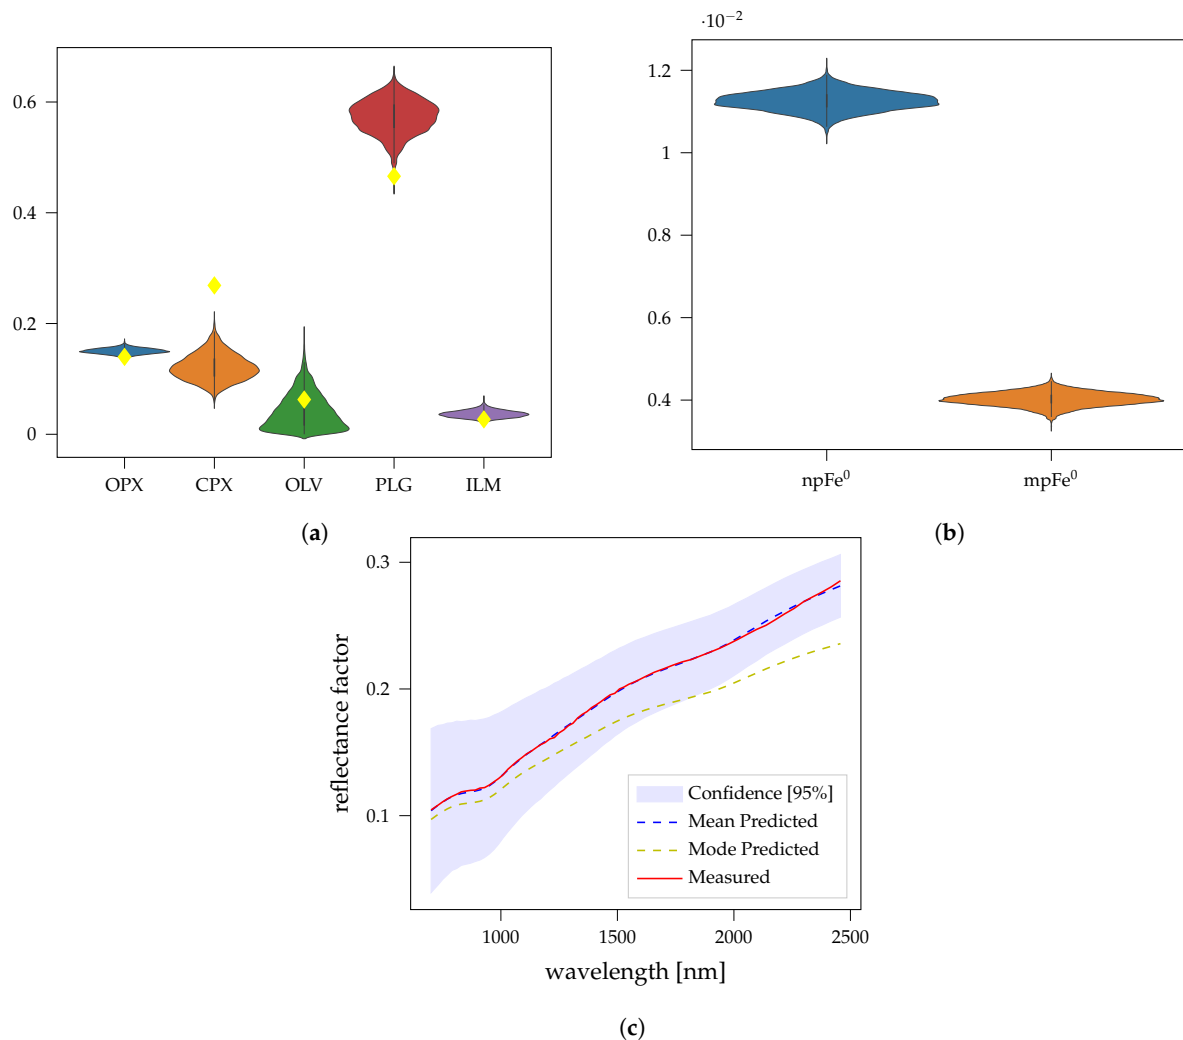 0.6
0.4
0.2
0
OPX CPX OLV PLG ILM
(a)
·10⁻²
1.2
1
0.8
0.6
0.4
npFe⁰ mpFe⁰
(b)
reflectance factor
0.3
0.2
0.1
Confidence [95%]
Mean Predicted
Mode Predicted
Measured
1000 1500 2000 2500
wavelength [nm]
(c)